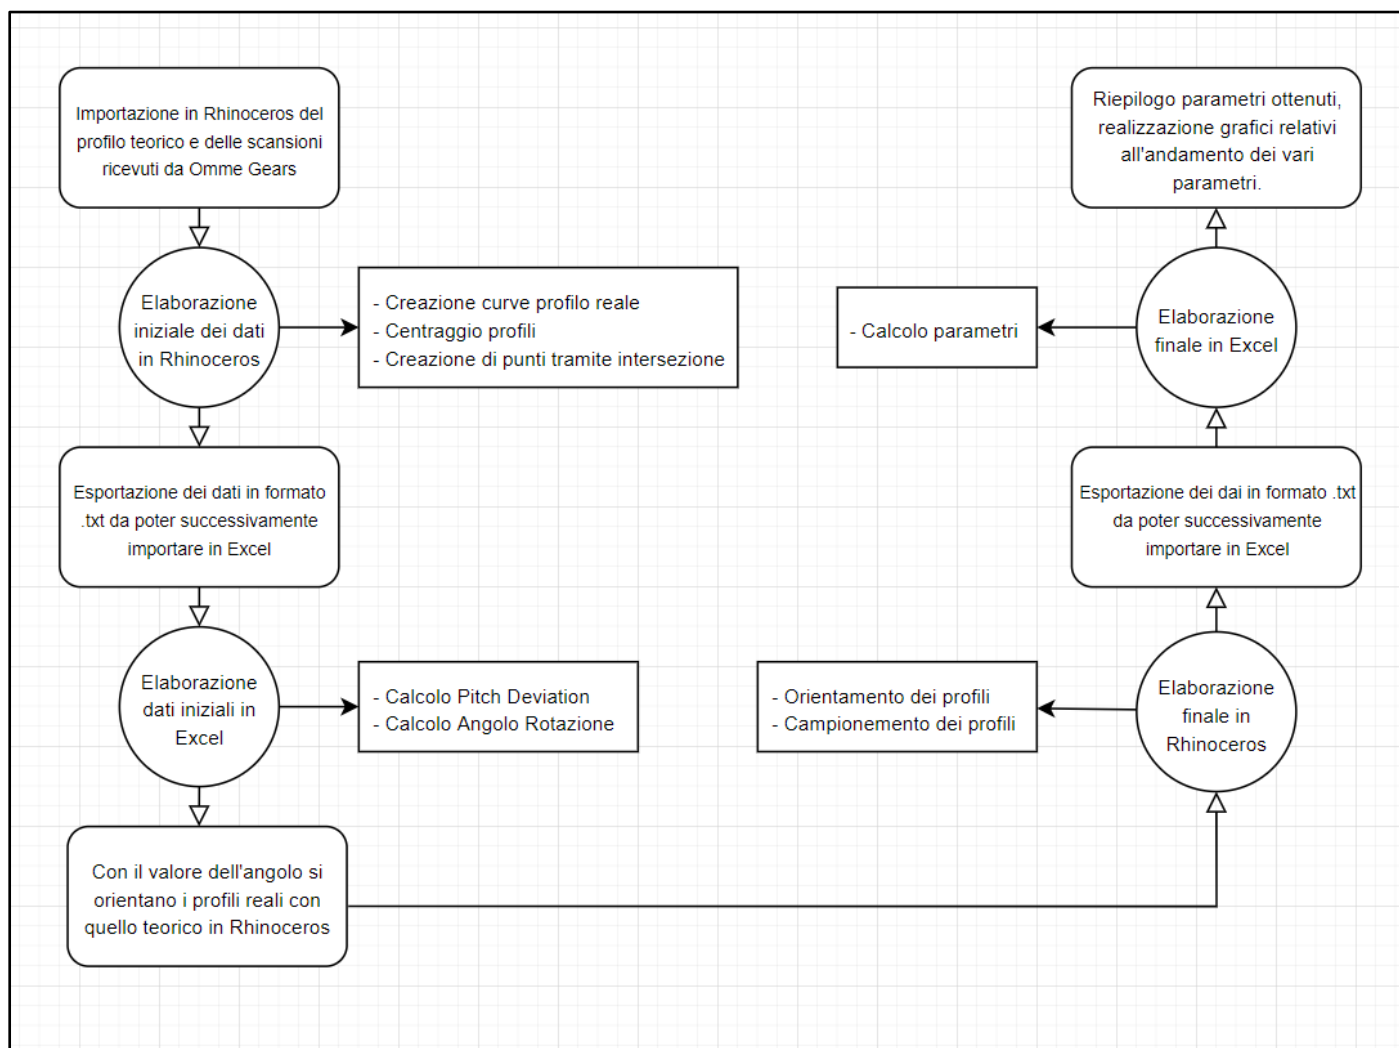 Importazione in Rhinoceros del
profilo teorico e delle scansioni
ricevuti da Omme Gears
Elaborazione
iniziale dei dati
in Rhinoceros
- Creazione curve profilo reale
- Centraggio profili
- Creazione di punti tramite intersezione
Esportazione dei dati in formato
.txt da poter successivamente
importare in Excel
Elaborazione
dati iniziali in
Excel
- Calcolo Pitch Deviation
- Calcolo Angolo Rotazione
Con il valore dell'angolo si
orientano i profili reali con
quello teorico in Rhinoceros
Elaborazione
finale in
Rhinoceros
- Orientamento dei profili
- Campionemento dei profili
Esportazione dei dai in formato .txt
da poter successivamente
importare in Excel
Elaborazione
finale in Excel
- Calcolo parametri
Riepilogo parametri ottenuti,
realizzazione grafici relativi
all'andamento dei vari
parametri.